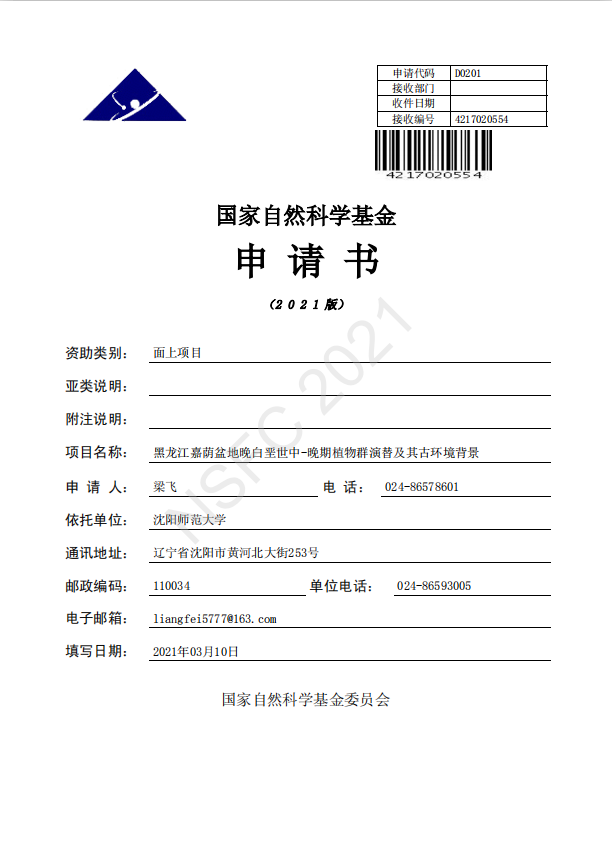 申请代码 D0201
接收部门
收件日期
接收编号 4217020554
4217020554
国家自然科学基金
申 请 书
（2 0 2 1 版）
资助类别： 面上项目
亚类说明：
附注说明：
项目名称： 黑龙江嘉荫盆地晚白垩世中-晚期植物群演替及其古环境背景
申 请 人： 梁飞 电 话： 024-86578601
依托单位： 沈阳师范大学
通讯地址： 辽宁省沈阳市黄河北大街253号
邮政编码： 110034 单位电话： 024-86593005
电子邮箱： liangfei5777@163.com
填写日期： 2021年03月10日
国家自然科学基金委员会
NSFC 2021